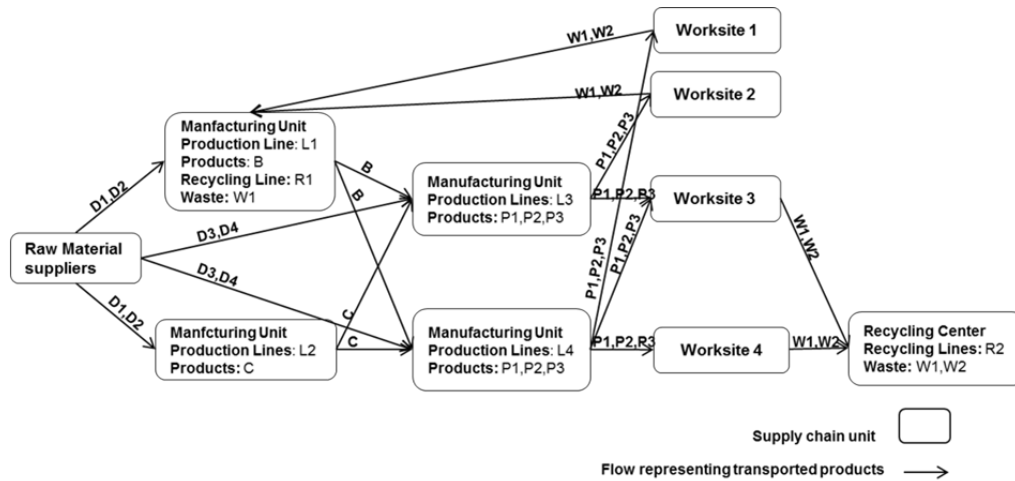 Worksite 1
W1,W2
Worksite 2
W1,W2
Manfacturing Unit
Production Line: L1
Products: B
Recycling Line: R1
Waste: W1
P1,P2,P3
B
B
Manufacturing Unit
Production Lines: L3
Products: P1,P2,P3
P1,P2,P3
Worksite 3
D1,D2
D3,D4
P1,P2,P3
P1,P2,P3
W1,W2
Raw Material
suppliers
D3,D4
D1,D2
C
Manfcturing Unit
Production Lines: L2
Products: C
C
Manufacturing Unit
Production Lines: L4
Products: P1,P2,P3
P1,P2,R3
Worksite 4
W1,W2
Recycling Center
Recycling Lines: R2
Waste: W1,W2
Supply chain unit
Flow representing transported products